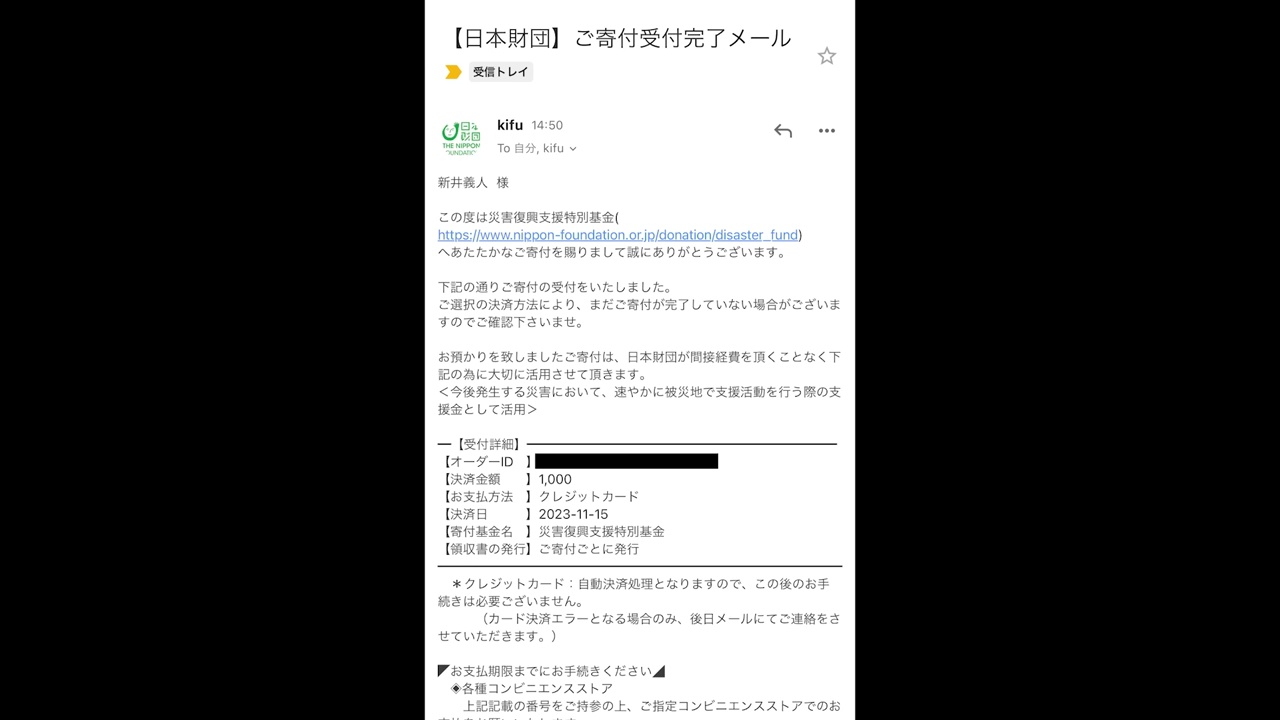 【日本財団】ご寄付受付完了メール
受信トレイ
kifu 14:50
To 自分, kifu
日本財団
THE NIPPON
FOUNDATION
新井義人 様
この度は災害復興支援特別基金(
https://www.nippon-foundation.or.jp/donation/disaster_fund)
へあたたかなご寄付を賜りまして誠にありがとうございます。
下記の通りご寄付の受付をいたしました。
ご選択の決済方法により、まだご寄付が完了していない場合がございま
すのでご確認下さいませ。
お預かりを致しましたご寄付は、日本財団が間接経費を頂くことなく下
記の為に大切に活用させて頂きます。
＜今後発生する災害において、速やかに被災地で支援活動を行う際の支
援金として活用＞
━【受付詳細】━━━━━━━━━━━━━━━━━━━━
【オーダーID 】
【決済金額 】1,000
【お支払方法 】クレジットカード
【決済日 】2023-11-15
【寄付基金名 】災害復興支援特別基金
【領収書の発行】ご寄付ごとに発行
＊クレジットカード：自動決済処理となりますので、この後のお手
続きは必要ございません。
（カード決済エラーとなる場合のみ、後日メールにてご連絡をさ
せていただきます。）
◤お支払期限までにお手続きください◢
◈各種コンビニエンスストア
上記記載の番号をご持参の上、ご指定コンビニエンスストアでのお